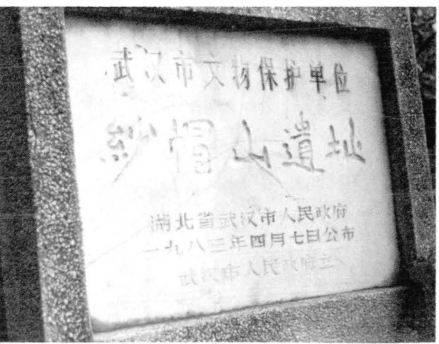 武汉市文物保护单位
纱帽山遺址
湖北省武汉市人民政府
一九八三年四月七日公布
武汉市人民政府立